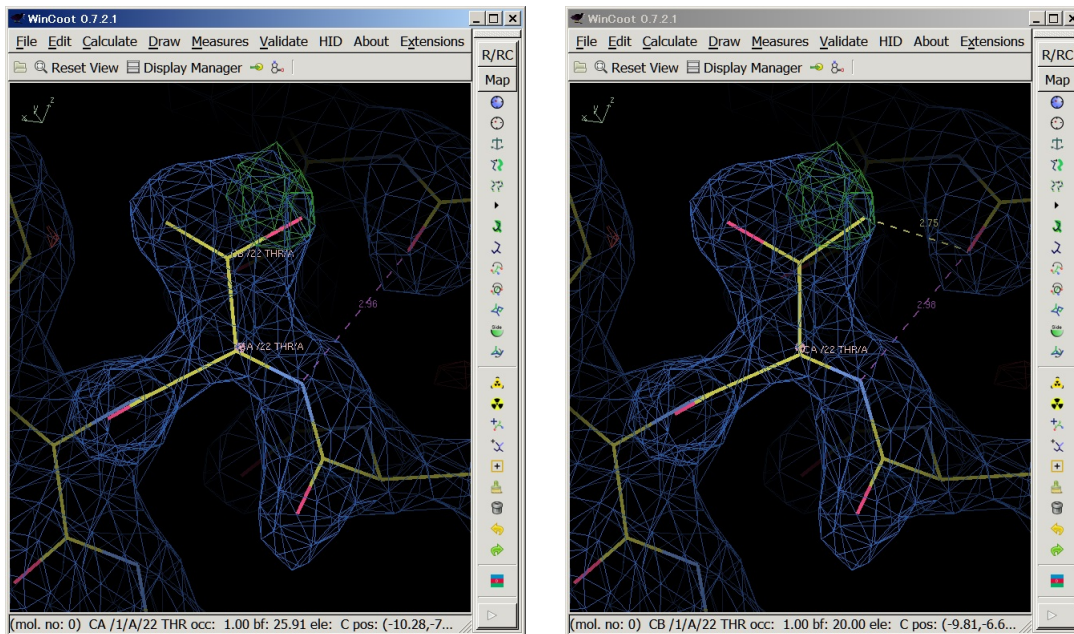 WinCoot 0.7.2.1
File Edit Calculate Draw Measures Validate HID About Extensions
Reset View Display Manager
R/RC
Map
z
y
x
CB /22 THR/A
2.96
CA /22 THR/A
Side
(mol. no: 0) CA /1/A/22 THR occ: 1.00 bf: 25.91 ele: C pos: (-10.28,-7...
WinCoot 0.7.2.1
File Edit Calculate Draw Measures Validate HID About Extensions
Reset View Display Manager
R/RC
Map
z
y
x
2.75
2.98
CA /22 THR/A
Side
(mol. no: 0) CB /1/A/22 THR occ: 1.00 bf: 20.00 ele: C pos: (-9.81,-6.6...